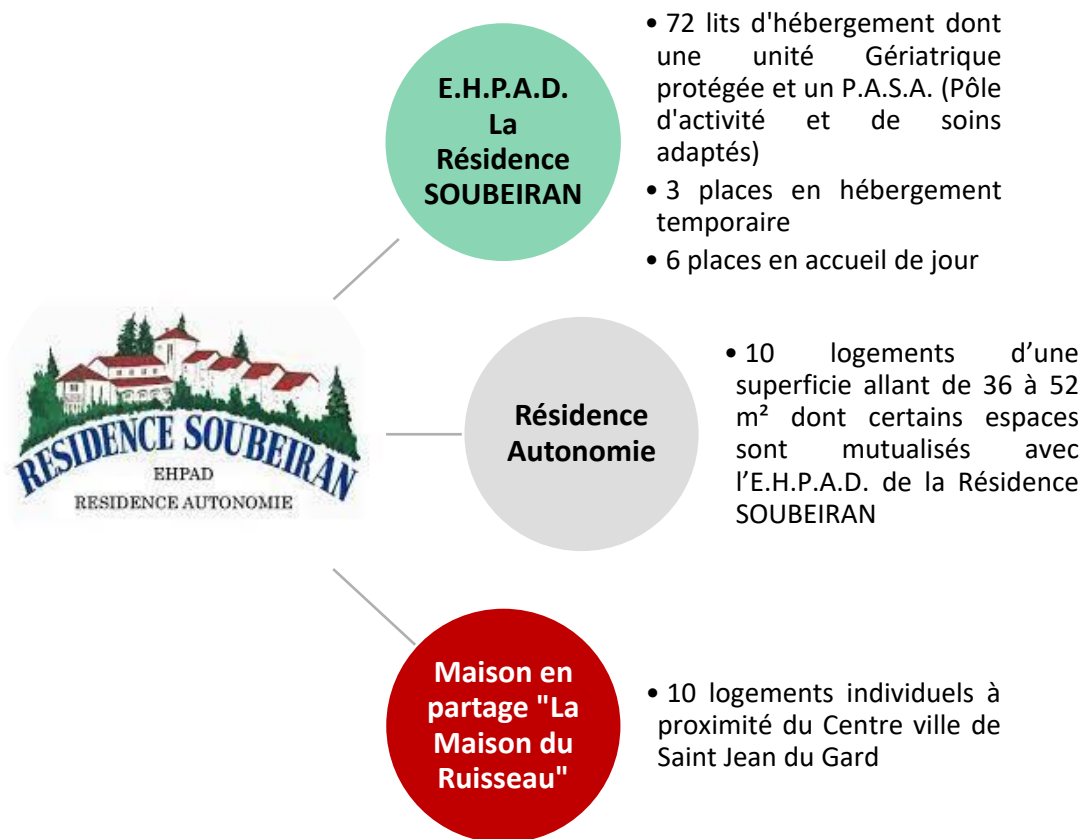 E.H.P.A.D.
La
Résidence
SOUBEIRAN
• 72 lits d'hébergement dont
une unité Gériatrique
protégée et un P.A.S.A. (Pôle
d'activité et de soins
adaptés)
• 3 places en hébergement
temporaire
• 6 places en accueil de jour
RESIDENCE SOUBEIRAN
EHPAD
RESIDENCE AUTONOMIE
Résidence
Autonomie
• 10 logements d’une
superficie allant de 36 à 52
m² dont certains espaces
sont mutualisés avec
l’E.H.P.A.D. de la Résidence
SOUBEIRAN
Maison en
partage "La
Maison du
Ruisseau"
• 10 logements individuels à
proximité du Centre ville de
Saint Jean du Gard